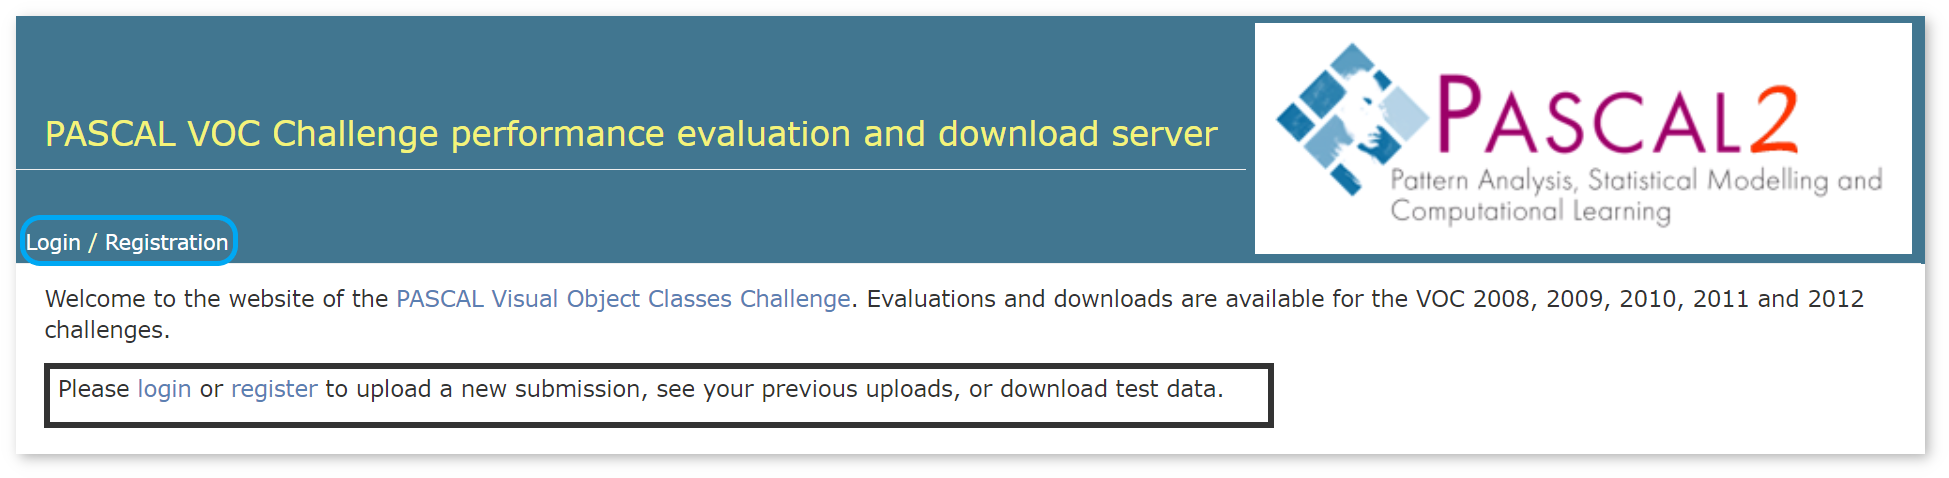 PASCAL VOC Challenge performance evaluation and download server
PASCAL2
Pattern Analysis, Statistical Modelling and
Computational Learning
Login / Registration
Welcome to the website of the PASCAL Visual Object Classes Challenge. Evaluations and downloads are available for the VOC 2008, 2009, 2010, 2011 and 2012
challenges.
Please login or register to upload a new submission, see your previous uploads, or download test data.